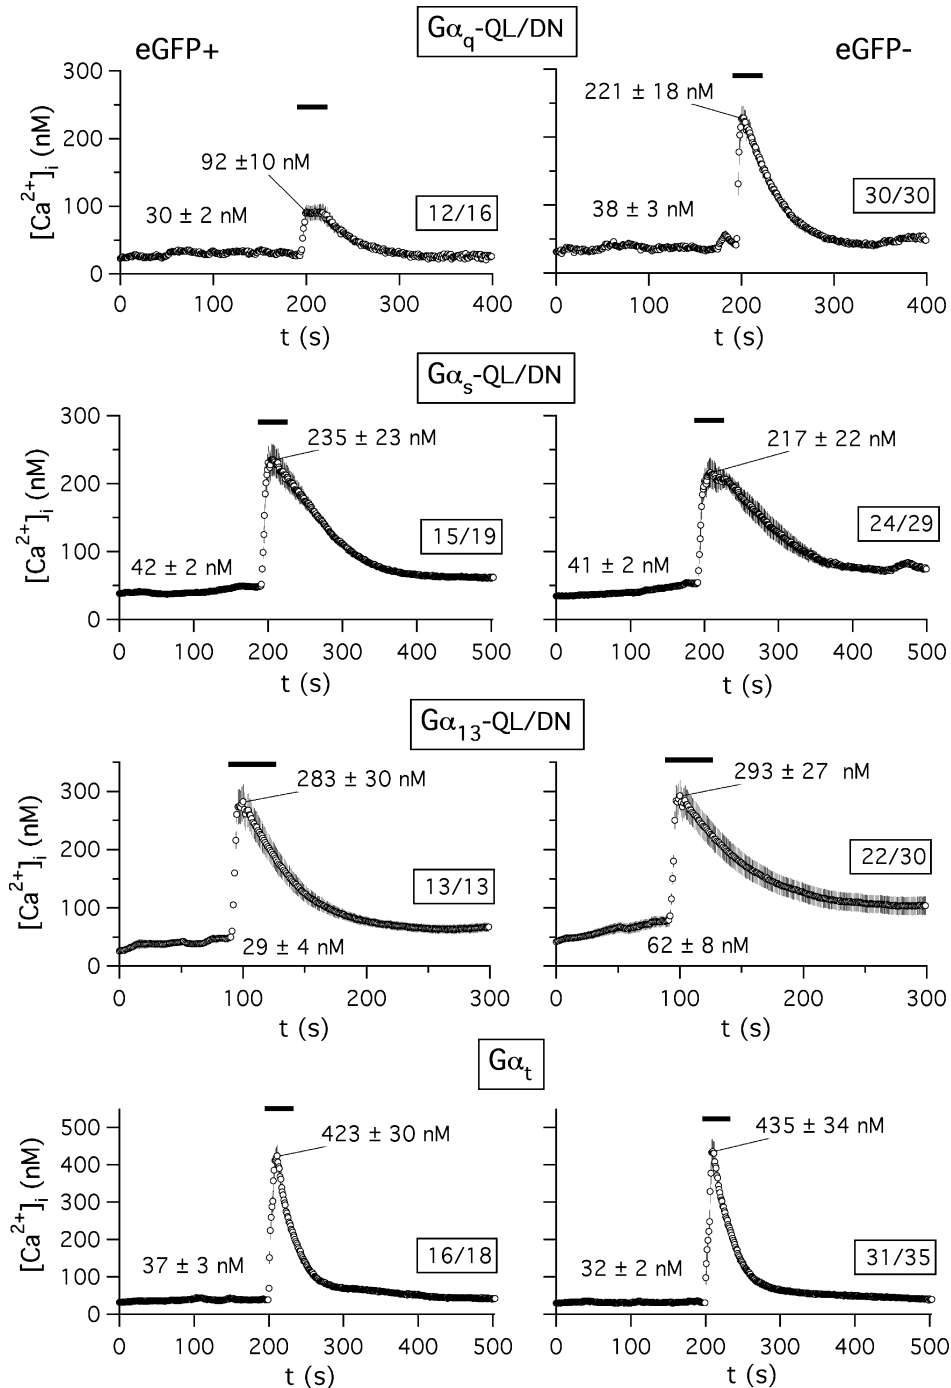 Gαq-QL/DN
eGFP+
eGFP-
300
200
100
0
[Ca2+]i (nM)
92 ±10 nM
30 ± 2 nM
12/16
0 100 200 300 400
t (s)
221 ± 18 nM
38 ± 3 nM
30/30
0 100 200 300 400
t (s)
Gαs-QL/DN
300
200
100
0
[Ca2+]i (nM)
235 ± 23 nM
42 ± 2 nM
15/19
0 100 200 300 400 500
t (s)
217 ± 22 nM
41 ± 2 nM
24/29
0 100 200 300 400 500
t (s)
Gα13-QL/DN
300
200
100
0
[Ca2+]i (nM)
283 ± 30 nM
29 ± 4 nM
13/13
0 100 200 300
t (s)
293 ± 27 nM
62 ± 8 nM
22/30
0 100 200 300
t (s)
Gαt
500
400
300
200
100
0
[Ca2+]i (nM)
423 ± 30 nM
37 ± 3 nM
16/18
0 100 200 300 400 500
t (s)
435 ± 34 nM
32 ± 2 nM
31/35
0 100 200 300 400 500
t (s)